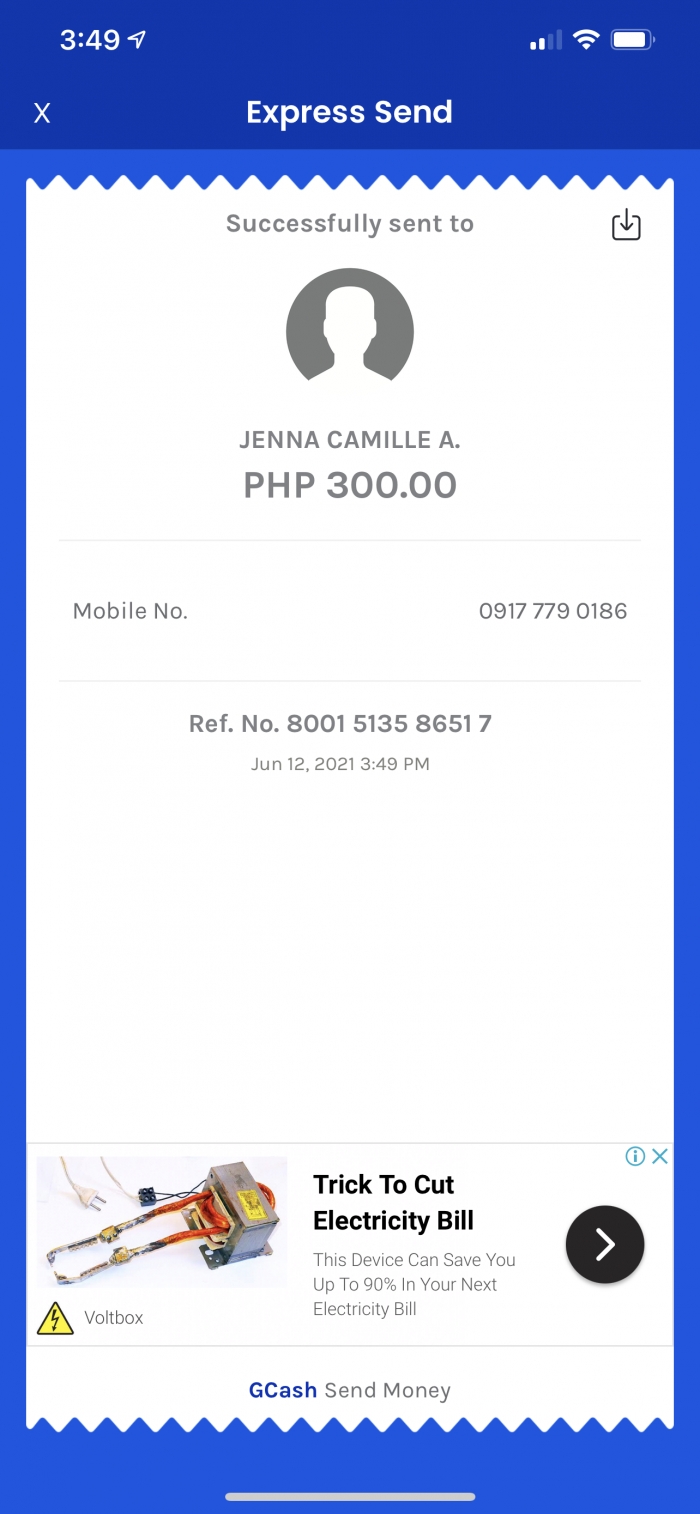 3:49
X
Express Send
Successfully sent to
JENNA CAMILLE A.
PHP 300.00
Mobile No. 0917 779 0186
Ref. No. 8001 5135 8651 7
Jun 12, 2021 3:49 PM
Trick To Cut
Electricity Bill
This Device Can Save You
Up To 90% In Your Next
Electricity Bill
Voltbox
GCash Send Money